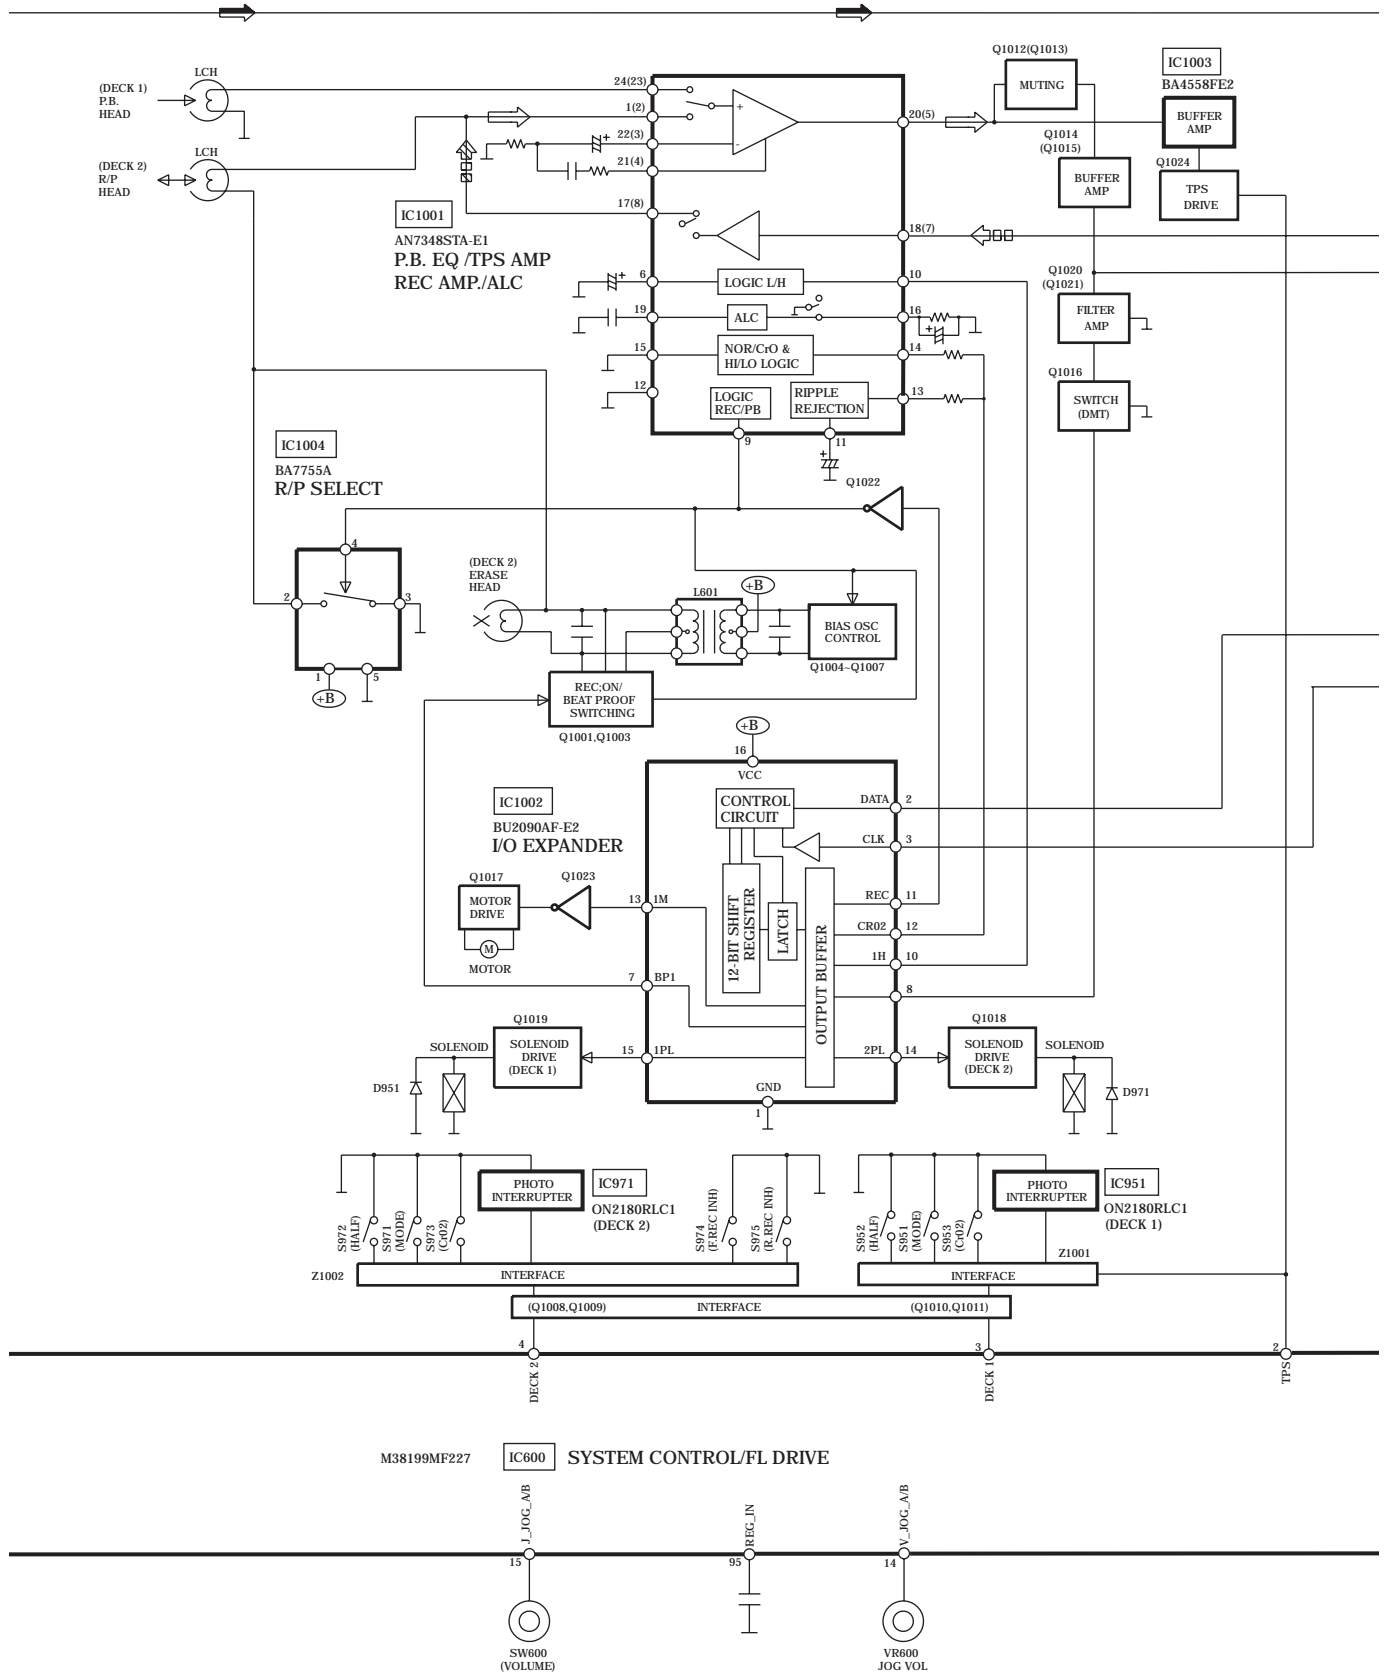 LCH
(DECK 1)
P.B.
HEAD
LCH
(DECK 2)
R/P
HEAD
24(23)
1(2)
22(3)
21(4)
17(8)
+
-
+
20(5)
18(7)
Q1012(Q1013)
MUTING
IC1003
BA4558FE2
BUFFER
AMP
Q1014
(Q1015)
BUFFER
AMP
Q1024
TPS
DRIVE
IC1001
AN7348STA-E1
P.B. EQ /TPS AMP
REC AMP./ALC
6
+
LOGIC L/H
10
19
ALC
16
+
15
NOR/CrO &
HI/LO LOGIC
14
12
LOGIC
REC/PB
RIPPLE
REJECTION
13
9
11
+
Q1020
(Q1021)
FILTER
AMP
Q1016
SWITCH
(DMT)
IC1004
BA7755A
R/P SELECT
Q1022
4
2
3
1
5
+B
(DECK 2)
ERASE
HEAD
L601
+B
BIAS OSC
CONTROL
Q1004~Q1007
REC;ON/
BEAT PROOF
SWITCHING
Q1001,Q1003
+B
16
VCC
IC1002
BU2090AF-E2
I/O EXPANDER
CONTROL
CIRCUIT
DATA
2
CLK
3
Q1017
MOTOR
DRIVE
M
MOTOR
Q1023
13
1M
12-BIT SHIFT
REGISTER
LATCH
OUTPUT BUFFER
REC
11
CR02
12
1H
10
7
BP1
8
Q1019
SOLENOID
DRIVE
(DECK 1)
SOLENOID
D951
15
1PL
2PL
14
GND
1
Q1018
SOLENOID
DRIVE
(DECK 2)
SOLENOID
D971
PHOTO
INTERRUPTER
IC971
ON2180RLC1
(DECK 2)
S972
(HALF)
S971
(MODE)
S973
(Cr02)
S974
(F.REC INH)
S975
(R.REC INH)
PHOTO
INTERRUPTER
IC951
ON2180RLC1
(DECK 1)
S952
(HALF)
S951
(MODE)
S953
(Cr02)
Z1002
INTERFACE
Z1001
INTERFACE
(Q1008,Q1009)
INTERFACE
(Q1010,Q1011)
4
DECK 2
3
DECK 1
2
TPS
M38199MF227
IC600
SYSTEM CONTROL/FL DRIVE
J_JOG_A/B
REG_IN
V_JOG_A/B
15
95
14
SW600
(VOLUME)
VR600
JOG VOL